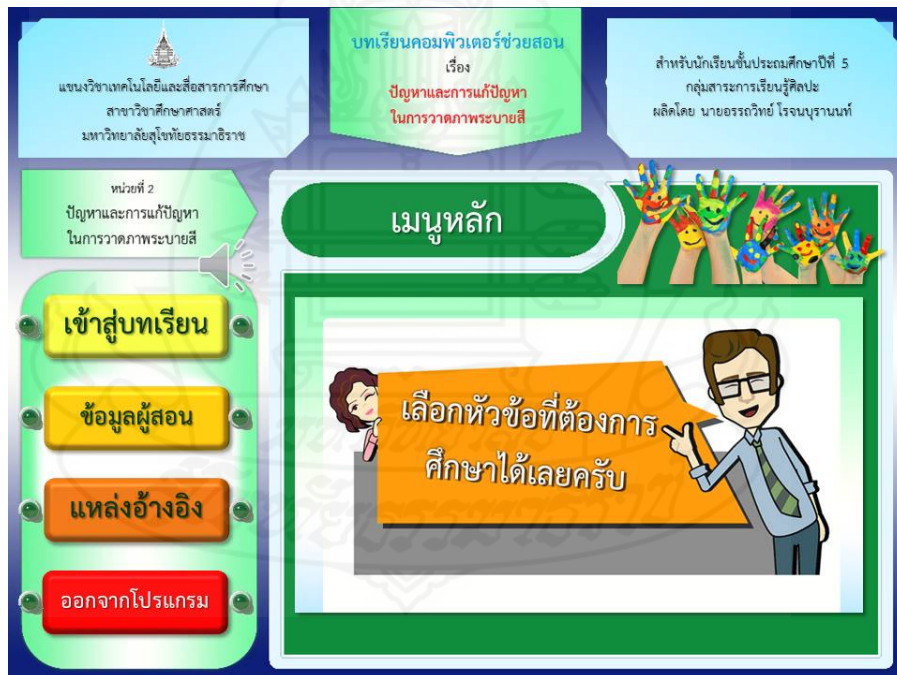 แขนงวิชาเทคโนโลยีและสื่อสารการศึกษา
สาขาวิชาศึกษาศาสตร์
มหาวิทยาลัยสุโขทัยธรรมาธิราช
บทเรียนคอมพิวเตอร์ช่วยสอน
เรื่อง
ปัญหาและการแก้ปัญหา
ในการวาดภาพระบายสี
สำหรับนักเรียนชั้นประถมศึกษาปีที่ 5
กลุ่มสาระการเรียนรู้ศิลปะ
ผลิตโดย นายอรรถวิทย์ โรจนบุรานนท์
หน่วยที่ 2
ปัญหาและการแก้ปัญหา
ในการวาดภาพระบายสี
เมนูหลัก
เข้าสู่บทเรียน
ข้อมูลผู้สอน
แหล่งอ้างอิง
ออกจากโปรแกรม
เลือกหัวข้อที่ต้องการ
ศึกษาได้เลยครับ